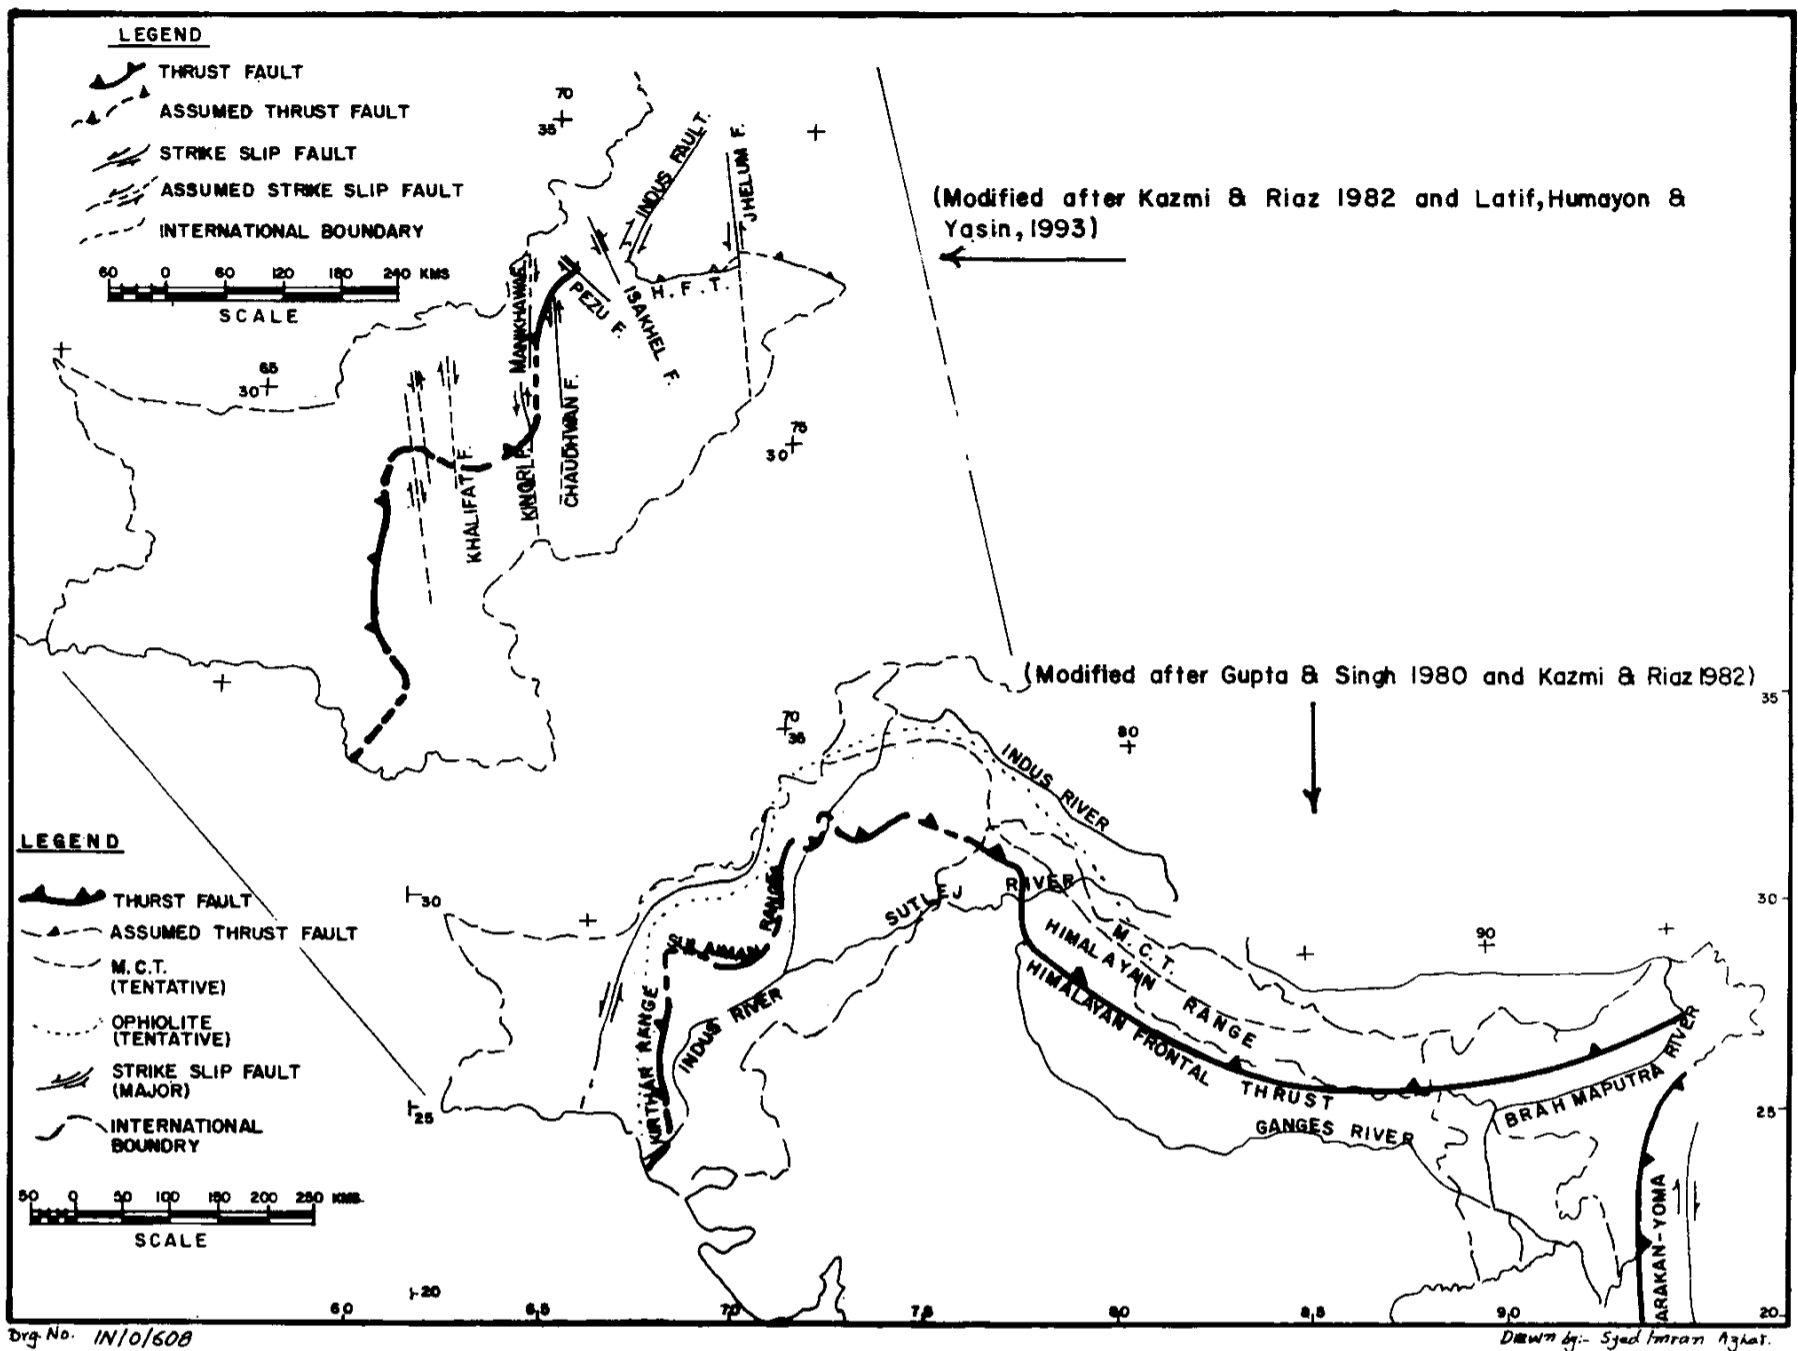 LEGEND
THRUST FAULT
ASSUMED THRUST FAULT
STRIKE SLIP FAULT
ASSUMED STRIKE SLIP FAULT
INTERNATIONAL BOUNDARY
60 0 60 120 180 240 KMS
SCALE
70
35
INDUS FAULT.
JHELUM F.
(Modified after Kazmi & Riaz 1982 and Latif, Humayon &
Yasin, 1993)
H. F. T.
PEZU F.
ISAKHEL F.
65
30
CHAUDHWAN F.
KHALIFAT F.
KINGRI F.
75
30
(Modified after Gupta & Singh 1980 and Kazmi & Riaz 1982)
35
70
35
80
INDUS RIVER
LEGEND
THURST FAULT
ASSUMED THRUST FAULT
M.C.T.
(TENTATIVE)
OPHIOLITE
(TENTATIVE)
STRIKE SLIP FAULT
(MAJOR)
INTERNATIONAL
BOUNDRY
50 0 50 100 150 200 250 KMS.
SCALE
30
SULAIMAN RANGE
SUTLEJ RIVER
30
KIRTHAR RANGE
INDUS RIVER
M.C.T.
HIMALAYAN RANGE
HIMALAYAN FRONTAL THRUST
90
GANGES RIVER
BRAHMAPUTRA RIVER
25
25
ARAKAN-YOMA
20
60 65 70 75 80 85 90 20
Drg. No. IN/0/608
Drawn by:- Syed Imran Azhar.